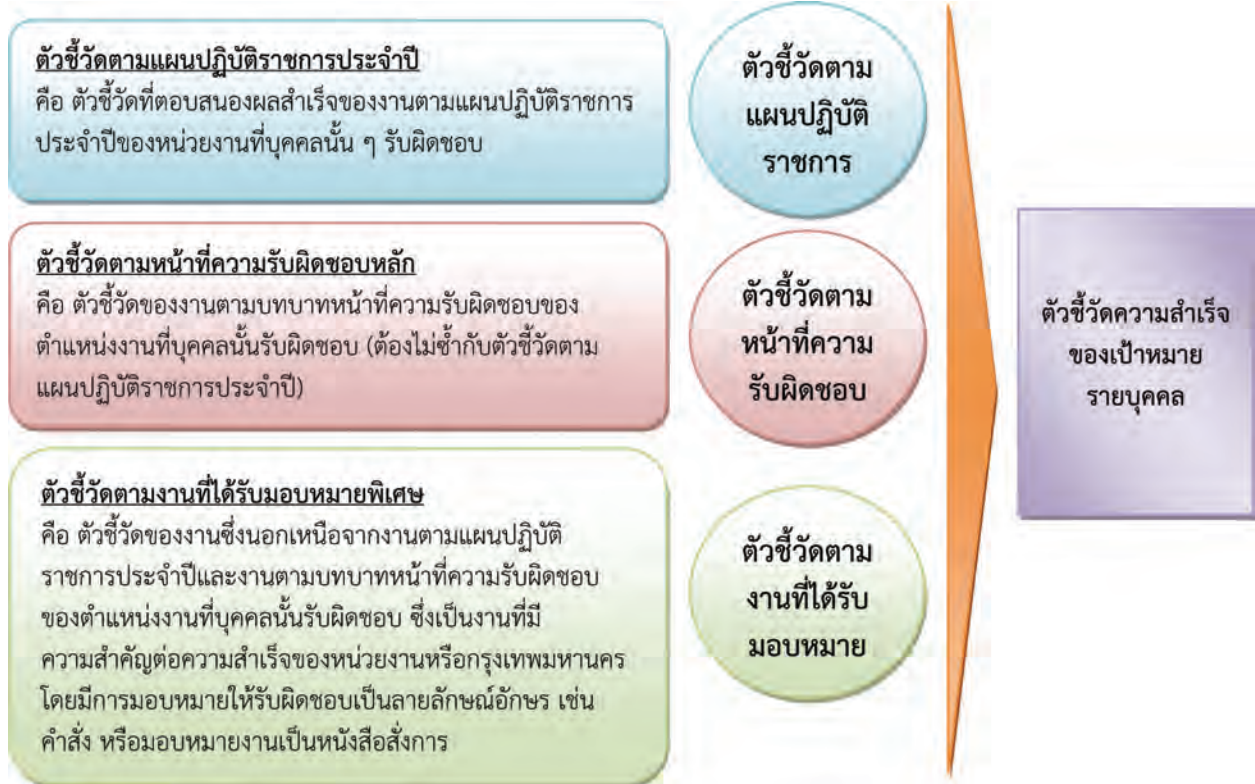 ตัวชี้วัดตามแผนปฏิบัติราชการประจำปี
คือ ตัวชี้วัดที่ตอบสนองผลสำเร็จของงานตามแผนปฏิบัติราชการ
ประจำปีของหน่วยงานที่บุคคลนั้น ๆ รับผิดชอบ
ตัวชี้วัดตาม
แผนปฏิบัติ
ราชการ
ตัวชี้วัดตามหน้าที่ความรับผิดชอบหลัก
คือ ตัวชี้วัดของงานตามบทบาทหน้าที่ความรับผิดชอบของ
ตำแหน่งงานที่บุคคลนั้นรับผิดชอบ (ต้องไม่ซ้ำกับตัวชี้วัดตาม
แผนปฏิบัติราชการประจำปี)
ตัวชี้วัดตาม
หน้าที่ความ
รับผิดชอบ
ตัวชี้วัดตามงานที่ได้รับมอบหมายพิเศษ
คือ ตัวชี้วัดของงานซึ่งนอกเหนือจากงานตามแผนปฏิบัติ
ราชการประจำปีและงานตามบทบาทหน้าที่ความรับผิดชอบ
ของตำแหน่งงานที่บุคคลนั้นรับผิดชอบ ซึ่งเป็นงานที่มี
ความสำคัญต่อความสำเร็จของหน่วยงานหรือกรุงเทพมหานคร
โดยมีการมอบหมายให้รับผิดชอบเป็นลายลักษณ์อักษร เช่น
คำสั่ง หรือมอบหมายงานเป็นหนังสือสั่งการ
ตัวชี้วัดตาม
งานที่ได้รับ
มอบหมาย
ตัวชี้วัดความสำเร็จ
ของเป้าหมาย
รายบุคคล